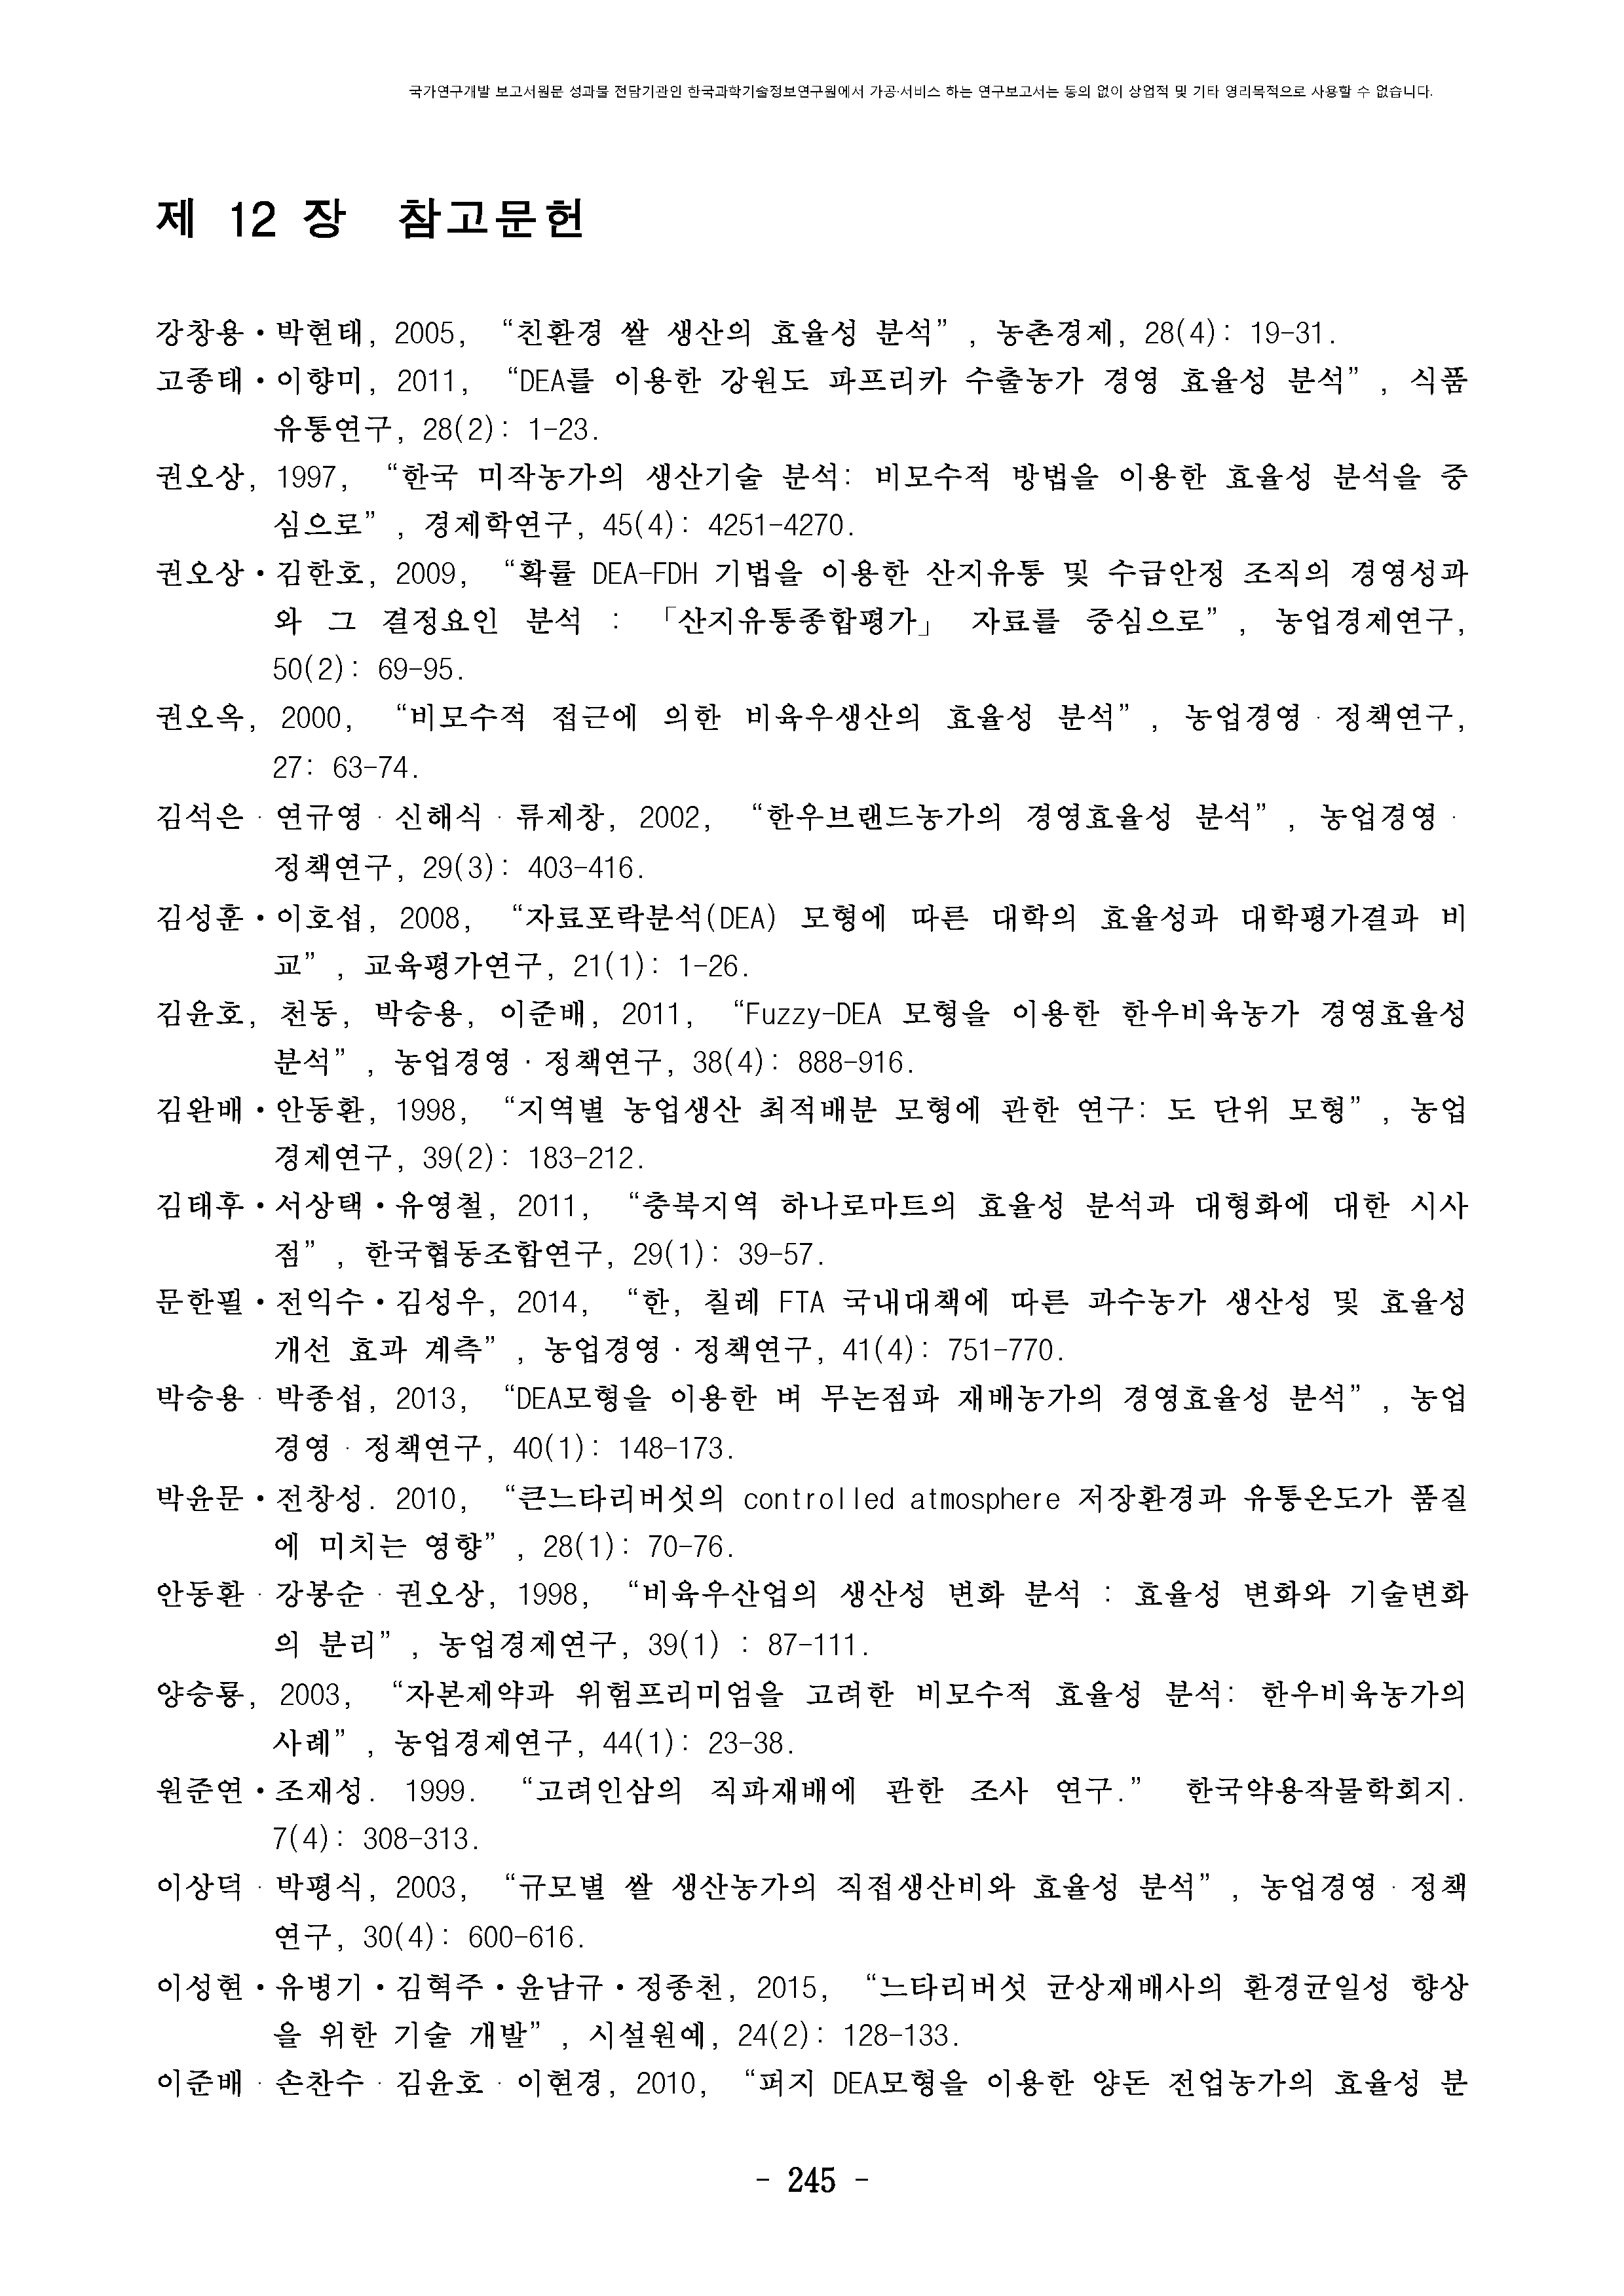 국가연구개발 보고서원문 성과물 전담기관인 한국과학기술정보연구원에서 가공·서비스 하는 연구보고서는 동의 없이 상업적 및 기타 영리목적으로 사용할 수 없습니다.
제 12 장 참고문헌
강창용•박현태, 2005, “친환경 쌀 생산의 효율성 분석”, 농촌경제, 28(4): 19-31.
고종태•이향미, 2011, “DEA를 이용한 강원도 파프리카 수출농가 경영 효율성 분석”, 식품
유통연구, 28(2): 1-23.
권오상, 1997, “한국 미작농가의 생산기술 분석: 비모수적 방법을 이용한 효율성 분석을 중
심으로”, 경제학연구, 45(4): 4251-4270.
권오상•김한호, 2009, “확률 DEA-FDH 기법을 이용한 산지유통 및 수급안정 조직의 경영성과
와 그 결정요인 분석 : 「산지유통종합평가」 자료를 중심으로”, 농업경제연구,
50(2): 69-95.
권오옥, 2000, “비모수적 접근에 의한 비육우생산의 효율성 분석”, 농업경영·정책연구,
27: 63-74.
김석은·연규영·신해식·류제창, 2002, “한우브랜드농가의 경영효율성 분석”, 농업경영·
정책연구, 29(3): 403-416.
김성훈•이호섭, 2008, “자료포락분석(DEA) 모형에 따른 대학의 효율성과 대학평가결과 비
교”, 교육평가연구, 21(1): 1-26.
김윤호, 천동, 박승용, 이준배, 2011, “Fuzzy-DEA 모형을 이용한 한우비육농가 경영효율성
분석”, 농업경영·정책연구, 38(4): 888-916.
김완배•안동환, 1998, “지역별 농업생산 최적배분 모형에 관한 연구: 도 단위 모형”, 농업
경제연구, 39(2): 183-212.
김태후•서상택•유영철, 2011, “충북지역 하나로마트의 효율성 분석과 대형화에 대한 시사
점”, 한국협동조합연구, 29(1): 39-57.
문한필•전익수•김성우, 2014, “한, 칠레 FTA 국내대책에 따른 과수농가 생산성 및 효율성
개선 효과 계측”, 농업경영·정책연구, 41(4): 751-770.
박승용·박종섭, 2013, “DEA모형을 이용한 벼 무논점파 재배농가의 경영효율성 분석”, 농업
경영·정책연구, 40(1): 148-173.
박윤문•전창성. 2010, “큰느타리버섯의 controlled atmosphere 저장환경과 유통온도가 품질
에 미치는 영향”, 28(1): 70-76.
안동환·강봉순·권오상, 1998, “비육우산업의 생산성 변화 분석 : 효율성 변화와 기술변화
의 분리”, 농업경제연구, 39(1) : 87-111.
양승룡, 2003, “자본제약과 위험프리미엄을 고려한 비모수적 효율성 분석: 한우비육농가의
사례”, 농업경제연구, 44(1): 23-38.
원준연•조재성. 1999. “고려인삼의 직파재배에 관한 조사 연구.” 한국약용작물학회지.
7(4): 308-313.
이상덕·박평식, 2003, “규모별 쌀 생산농가의 직접생산비와 효율성 분석”, 농업경영·정책
연구, 30(4): 600-616.
이성현•유병기•김혁주•윤남규•정종천, 2015, “느타리버섯 균상재배사의 환경균일성 향상
을 위한 기술 개발”, 시설원예, 24(2): 128-133.
이준배·손찬수·김윤호·이현경, 2010, “퍼지 DEA모형을 이용한 양돈 전업농가의 효율성 분
- 245 -